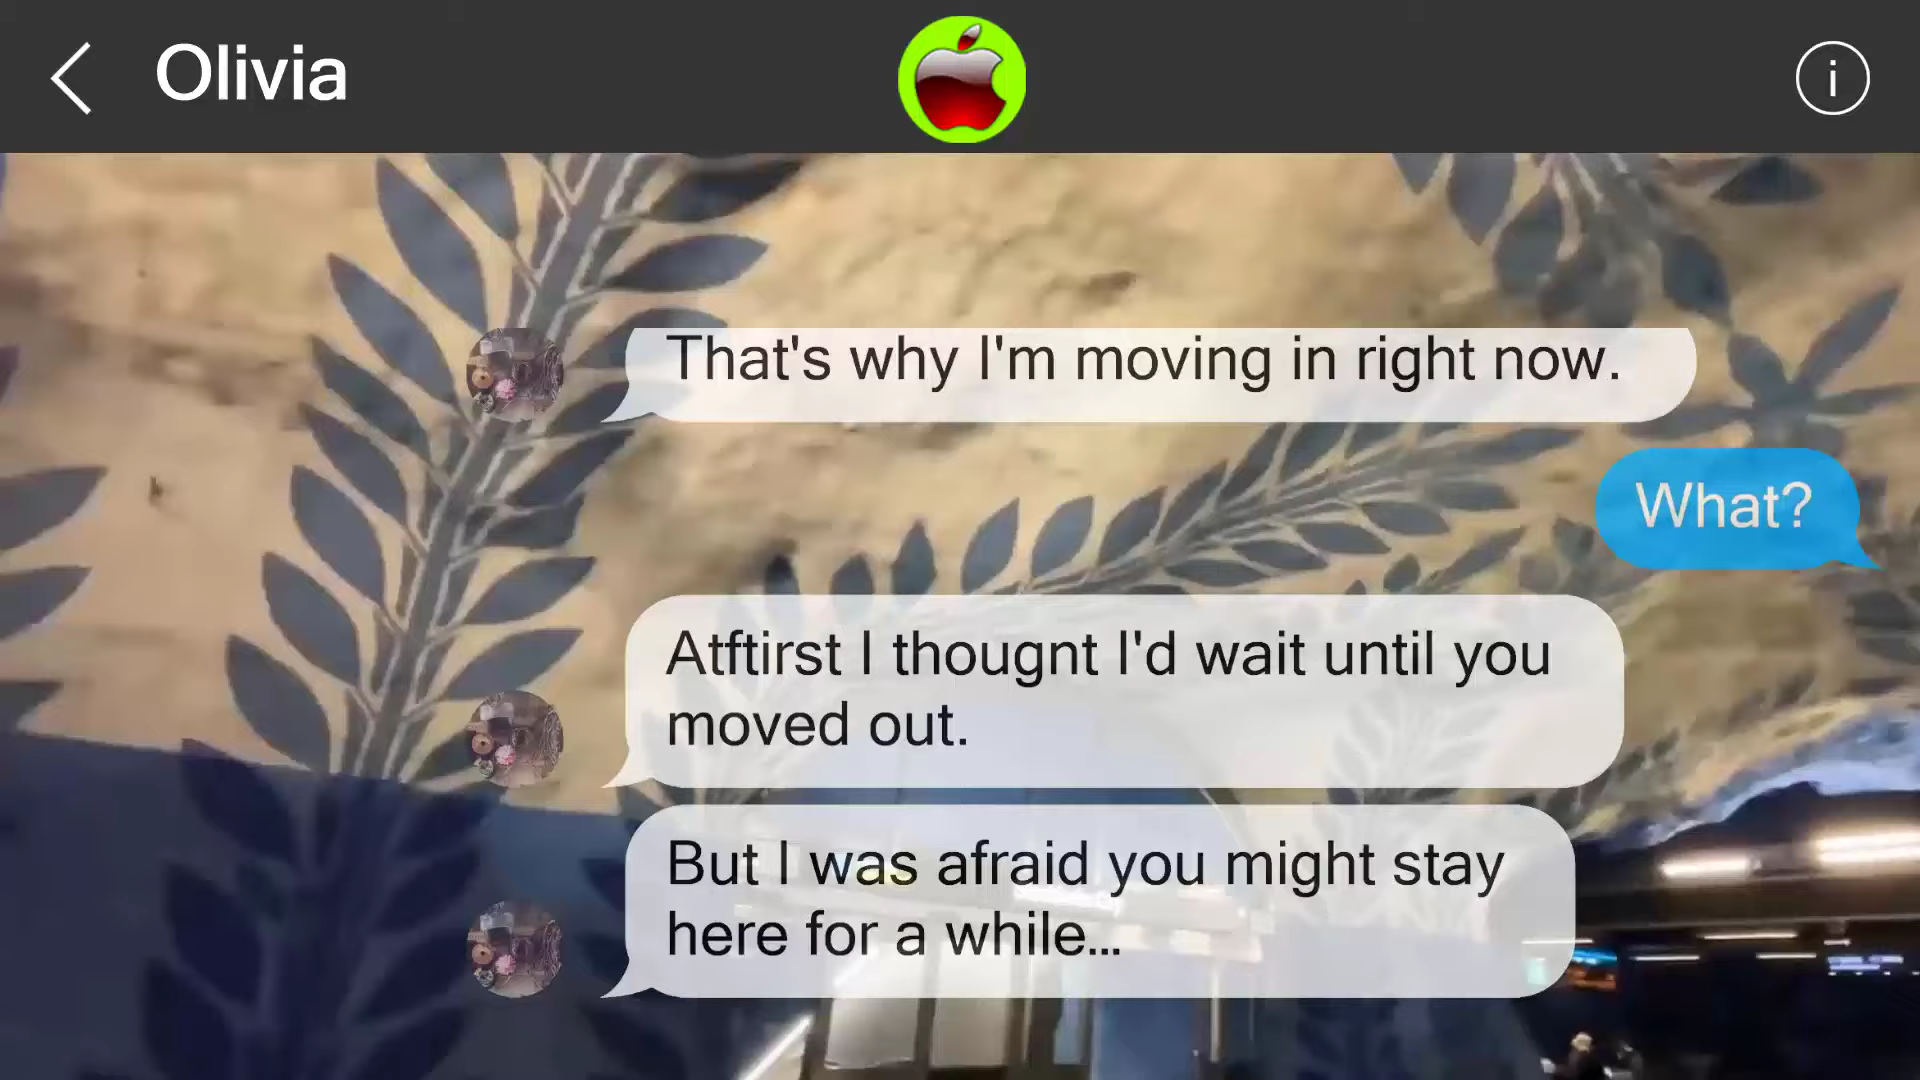 Olivia
That's why I'm moving in right now.
What?
Atftirst I thougnt I'd wait until you
moved out.
But I was afraid you might stay
here for a while...